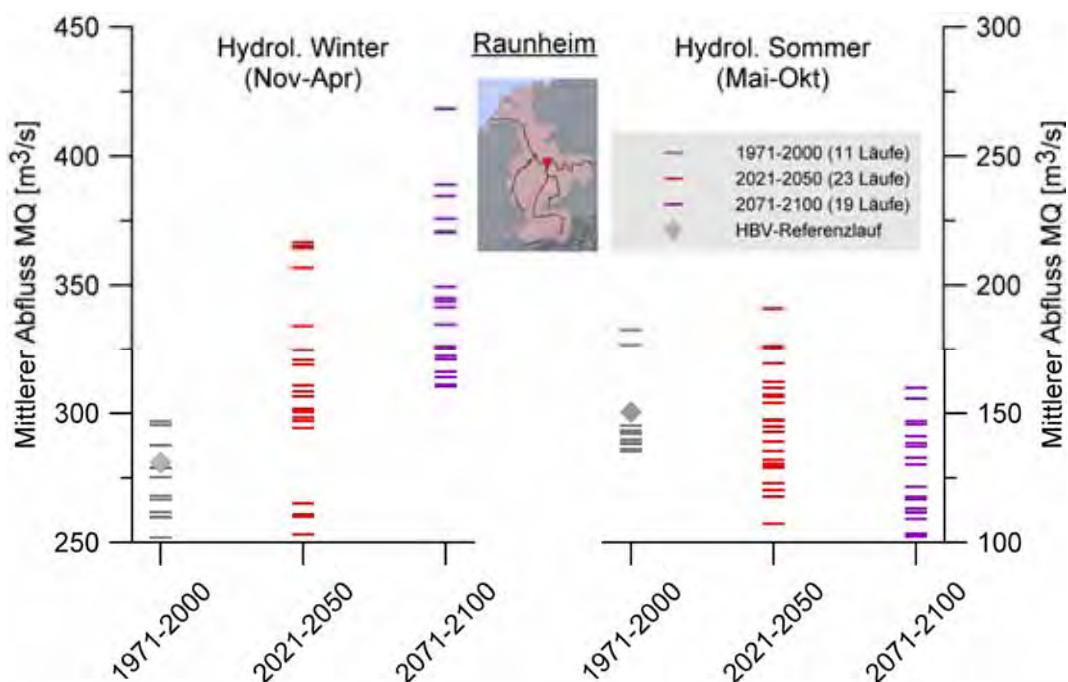 450
400
350
300
250
Mittlerer Abfluss MQ [m³/s]
Hydrol. Winter
(Nov-Apr)
Raunheim
Hydrol. Sommer
(Mai-Okt)
1971-2000 (11 Läufe)
2021-2050 (23 Läufe)
2071-2100 (19 Läufe)
HBV-Referenzlauf
300
250
200
150
100
Mittlerer Abfluss MQ [m³/s]
1971-2000
2021-2050
2071-2100
1971-2000
2021-2050
2071-2100